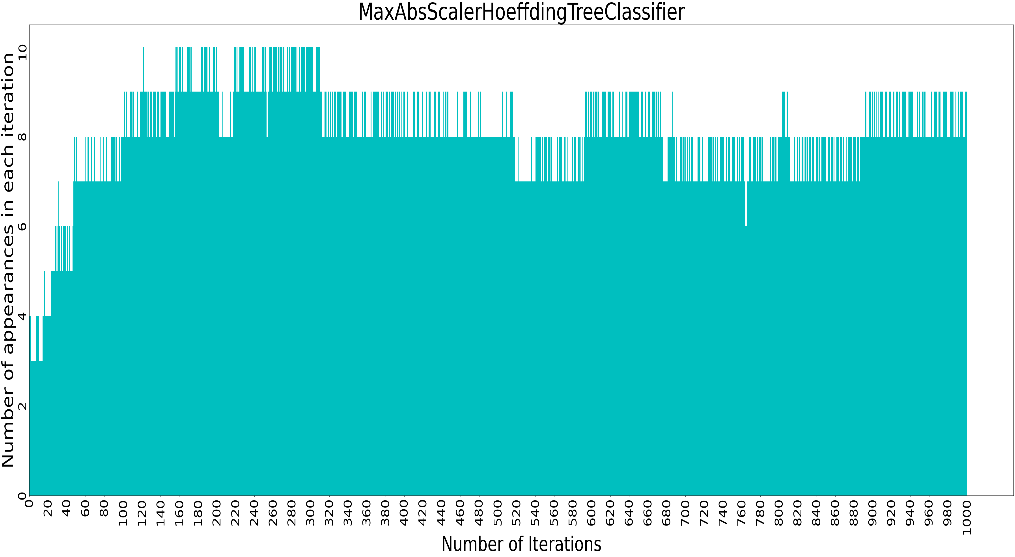 MaxAbsScalerHoeffdingTreeClassifier
Number of appearances in each iteration
10
8
6
4
2
0
0 20 40 60 80 100 120 140 160 180 200 220 240 260 280 300 320 340 360 380 400 420 440 460 480 500 520 540 560 580 600 620 640 660 680 700 720 740 760 780 800 820 840 860 880 900 920 940 960 980 1000
Number of Iterations